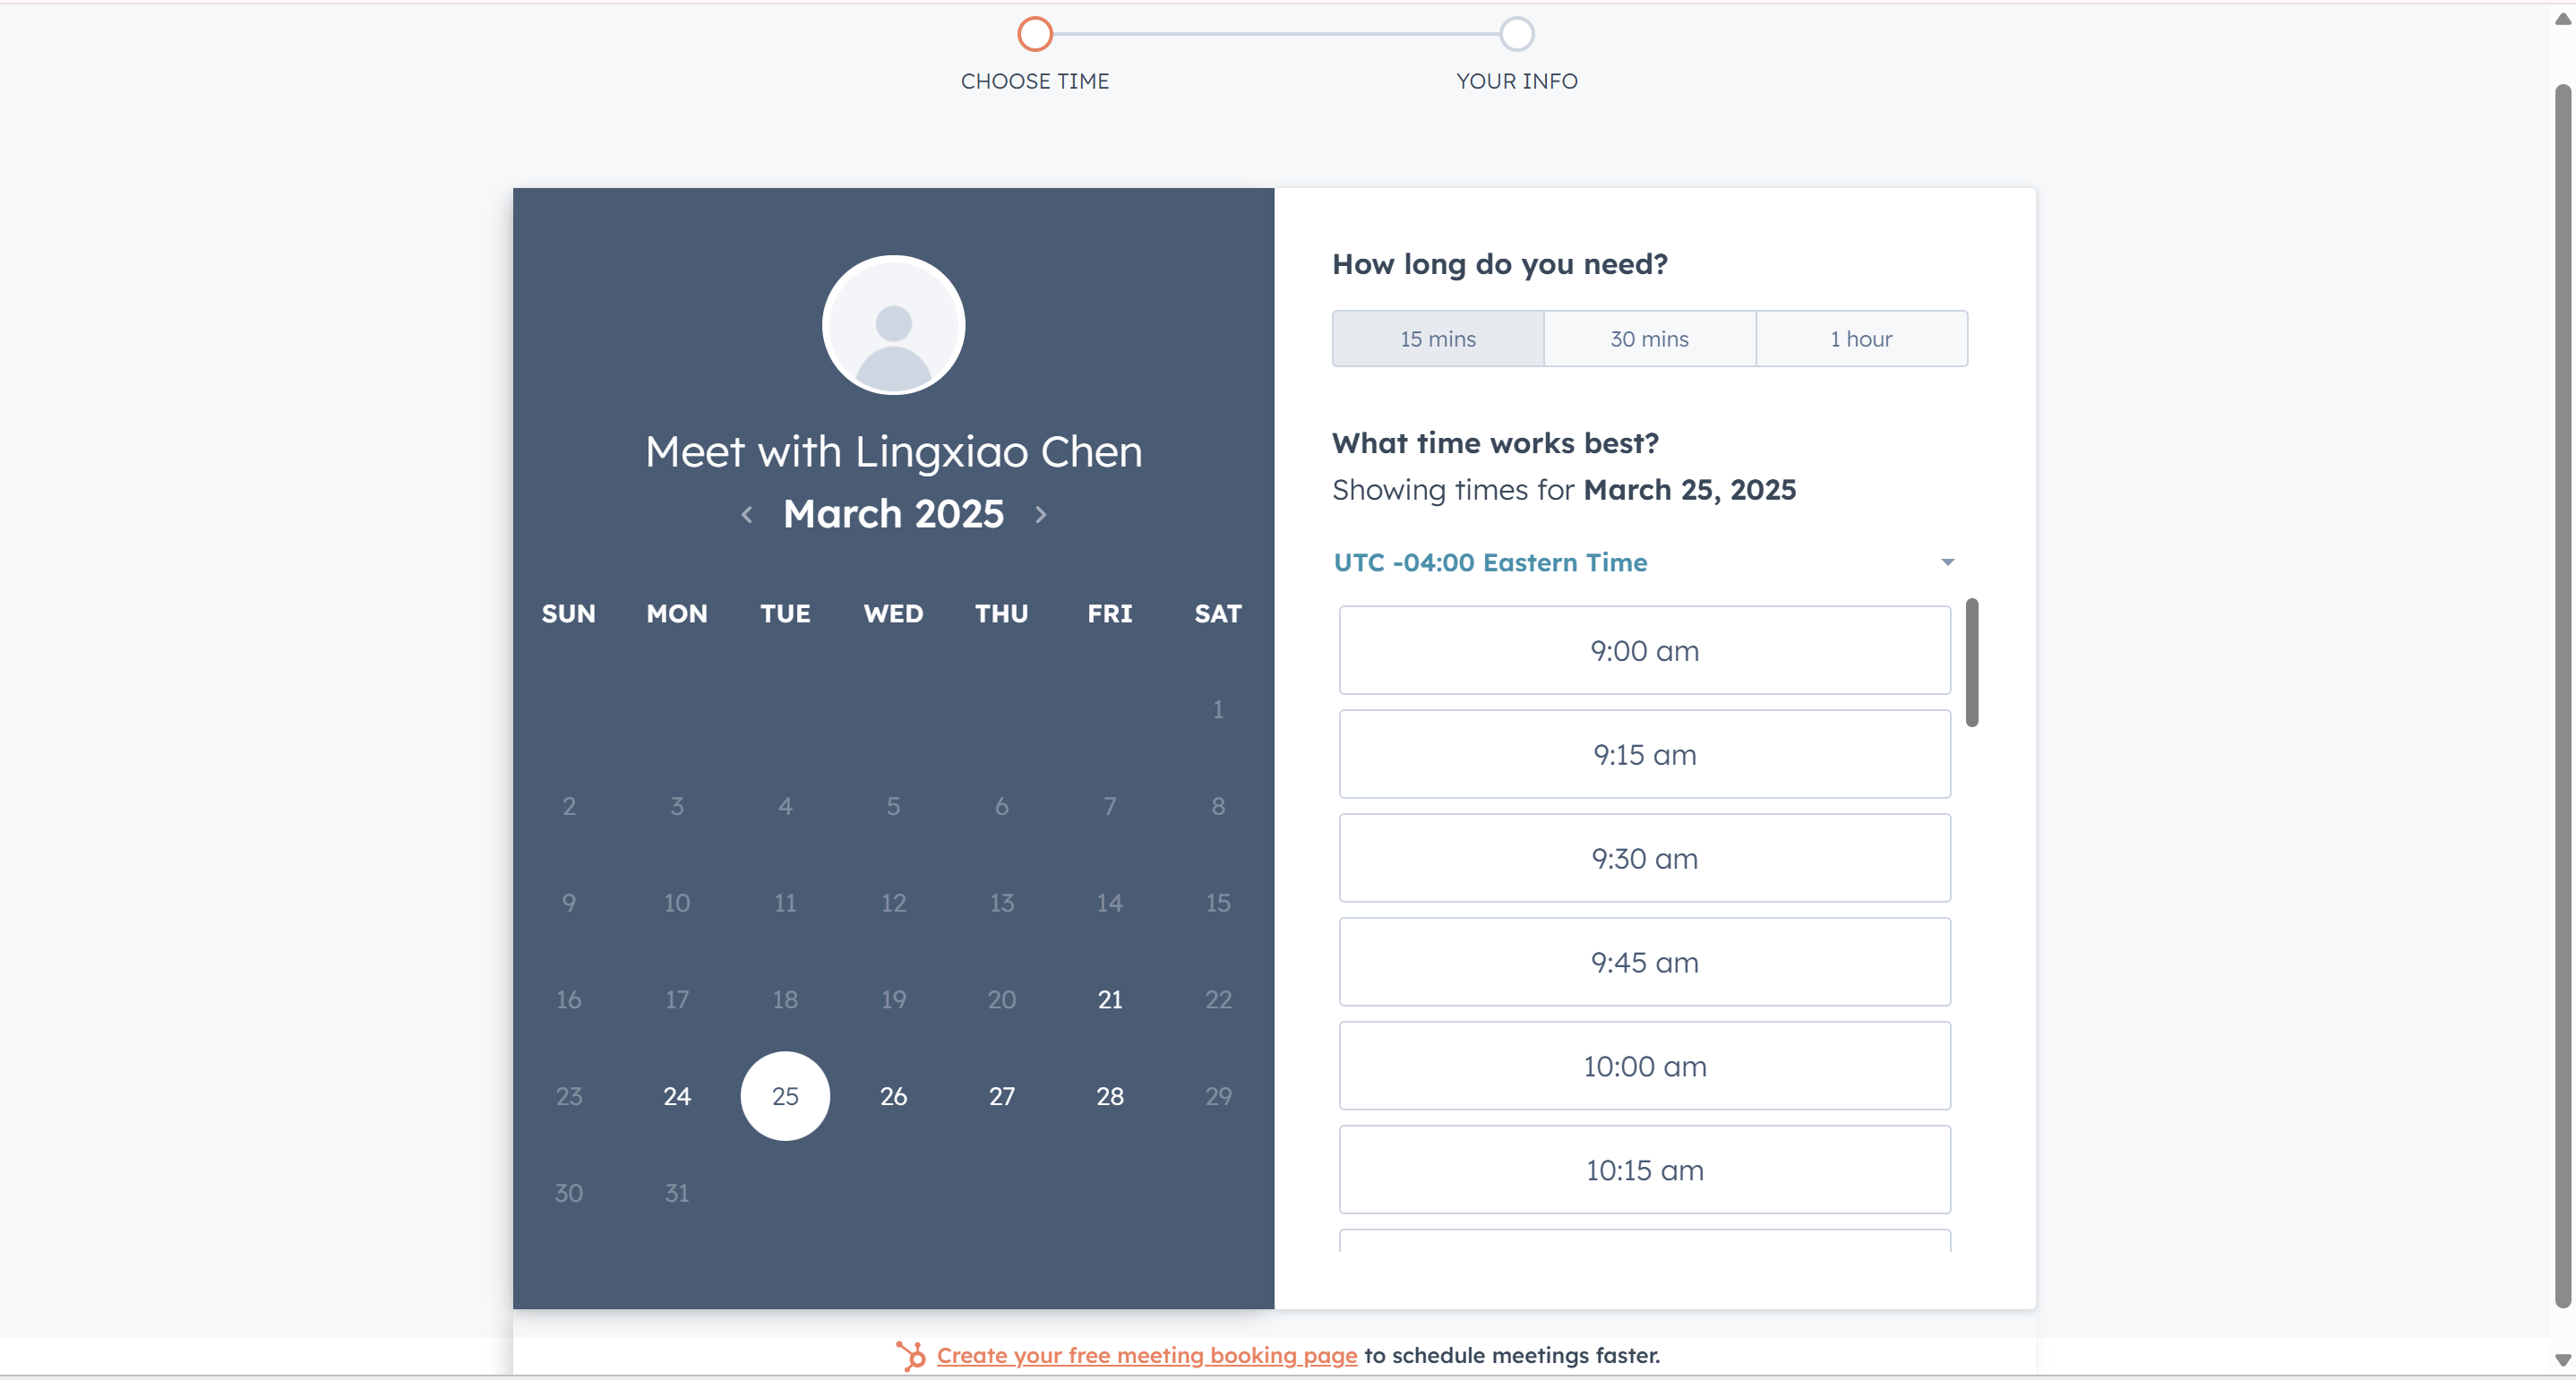 CHOOSE TIME
YOUR INFO
Meet with Lingxiao Chen
March 2025
SUN MON TUE WED THU FRI SAT
1
2 3 4 5 6 7 8
9 10 11 12 13 14 15
16 17 18 19 20 21 22
23 24 25 26 27 28 29
30 31
How long do you need?
15 mins 30 mins 1 hour
What time works best?
Showing times for March 25, 2025
UTC -04:00 Eastern Time
9:00 am
9:15 am
9:30 am
9:45 am
10:00 am
10:15 am
Create your free meeting booking page to schedule meetings faster.